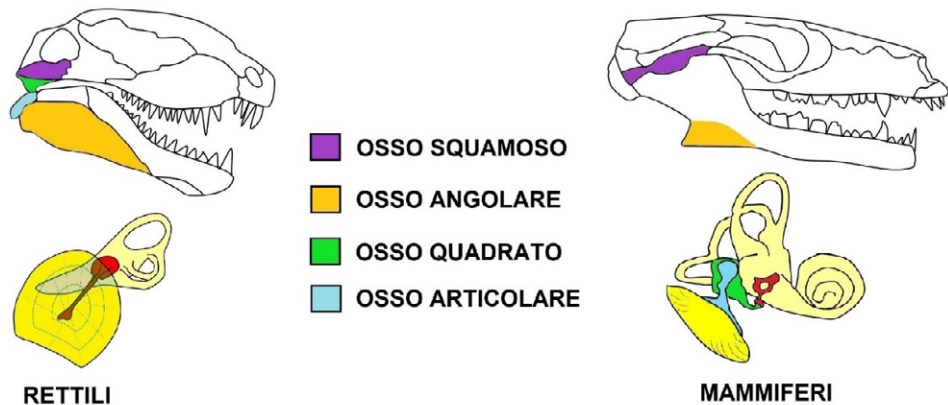 OSSO SQUAMOSO
OSSO ANGOLARE
OSSO QUADRATO
OSSO ARTICOLARE
RETTILI
MAMMIFERI